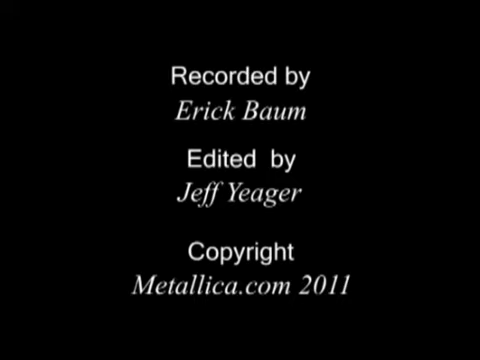 Recorded by
Erick Baum
Edited by
Jeff Yeager
Copyright
Metallica.com 2011